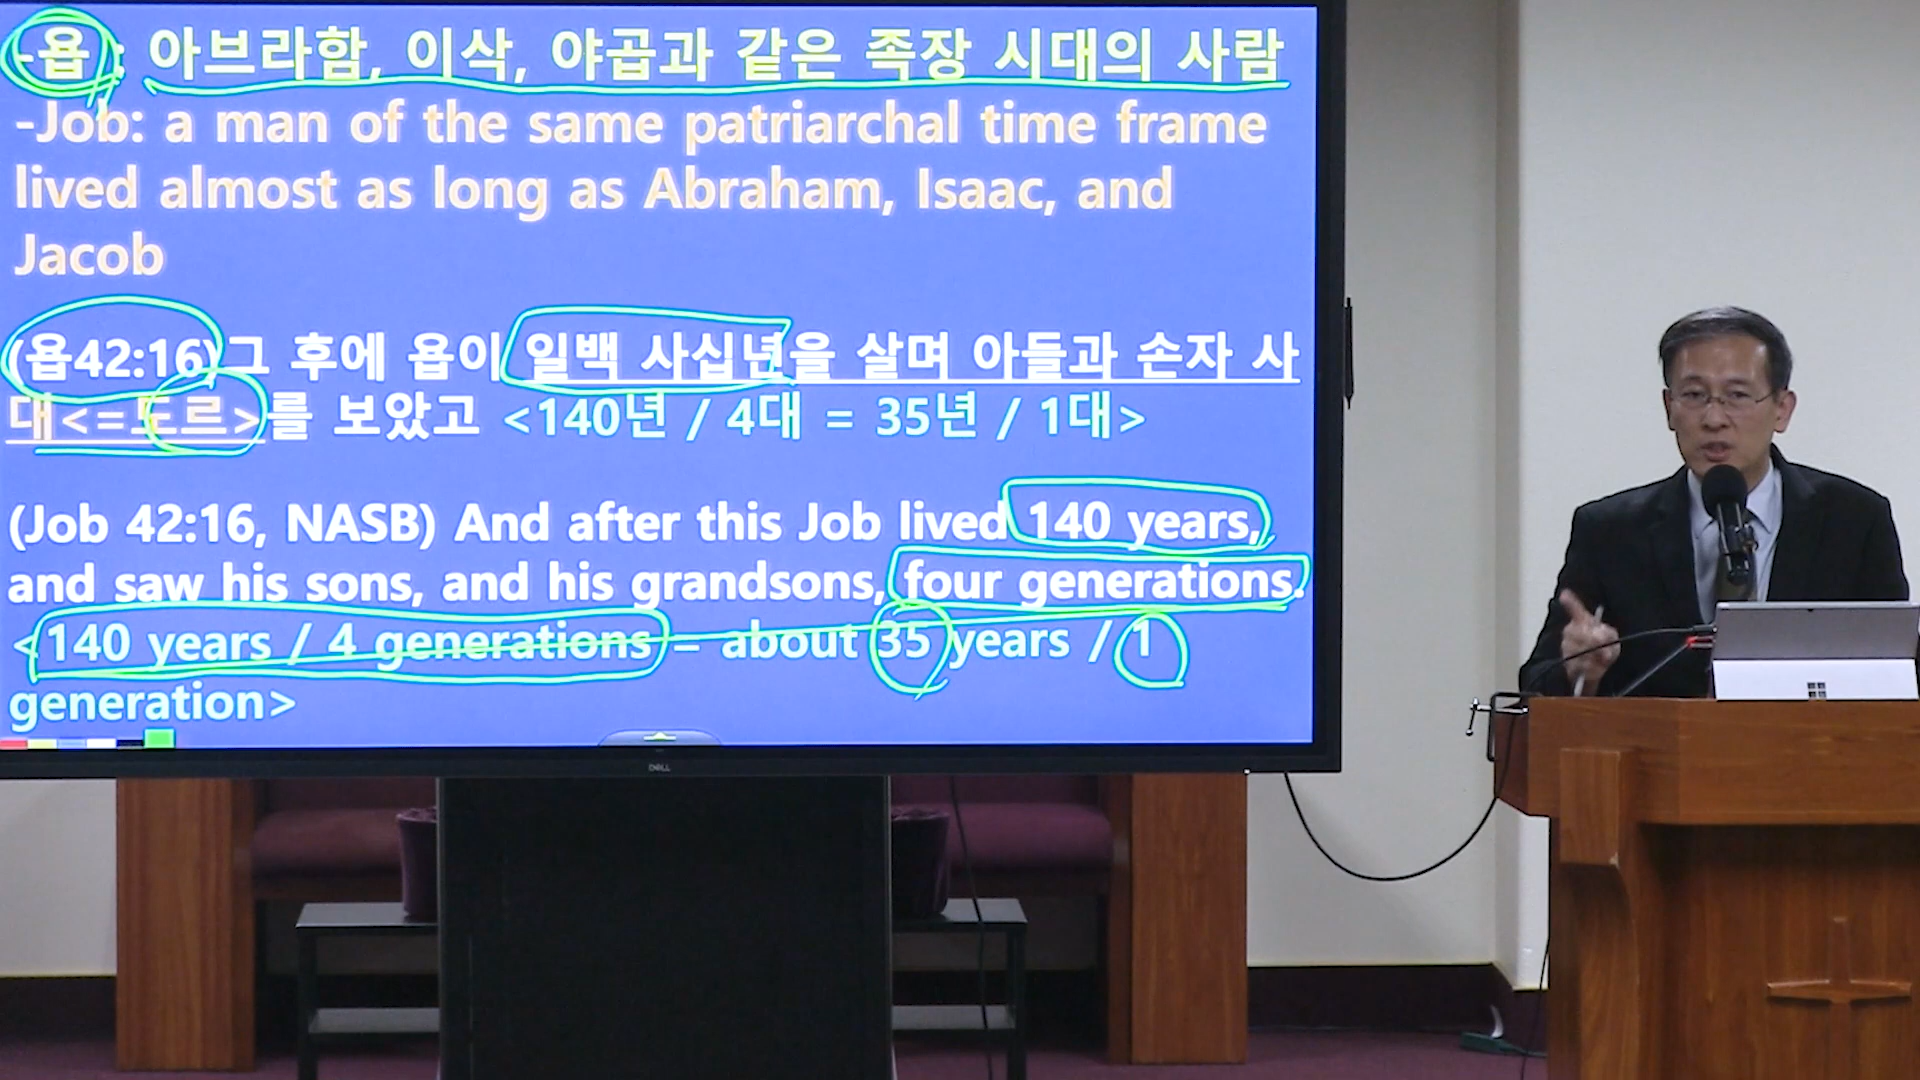 -욥 : 아브라함, 이삭, 야곱과 같은 족장 시대의 사람
-Job: a man of the same patriarchal time frame
lived almost as long as Abraham, Isaac, and
Jacob
(욥42:16)그 후에 욥이 일백 사십년을 살며 아들과 손자 사
대<=도르>를 보았고 <140년 / 4대 = 35년 / 1대>
(Job 42:16, NASB) And after this Job lived 140 years,
and saw his sons, and his grandsons, four generations.
<140 years / 4 generations = about 35 years / 1
generation>
DELL